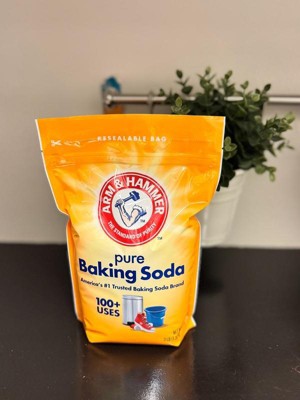 RESEALABLE BAG
ARM & HAMMER
THE STANDARD OF PURITY
TM
pure
Baking Soda
America's #1 Trusted Baking Soda Brand
100+
USES